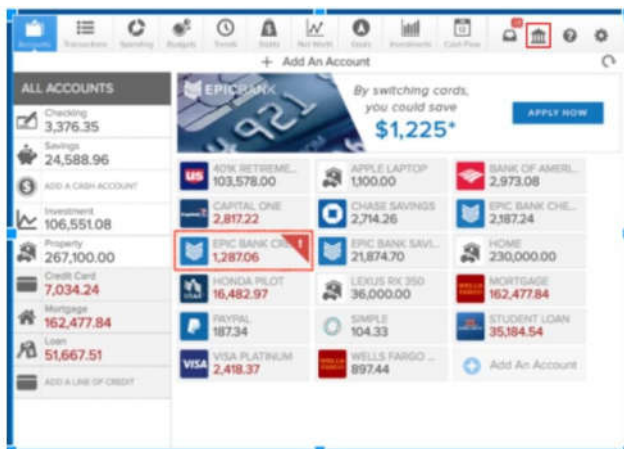 Accounts
Transactions
Spending
Budgets
Trends
Debts
Net Worth
Goals
Investments
Cash Flow
+ Add An Account
ALL ACCOUNTS
Checking
3,376.35
Savings
24,588.96
ADD A CASH ACCOUNT
Investment
106,551.08
Property
267,100.00
Credit Card
7,034.24
Mortgage
162,477.84
Loan
51,667.51
ADD A LINE OF CREDIT
EPICBANK
By switching cards,
you could save
$1,225*
APPLY NOW
921
401K RETIREME...
103,578.00
APPLE LAPTOP
1,100.00
BANK OF AMERI...
2,973.08
CAPITAL ONE
2,817.22
CHASE SAVINGS
2,714.26
EPIC BANK CHE...
2,187.24
EPIC BANK CR
!
1,287.06
EPIC BANK SAVI...
21,874.70
HOME
230,000.00
HONDA PILOT
16,482.97
LEXUS RX 350
36,000.00
MORTGAGE
162,477.84
PAYPAL
187.34
SIMPLE
104.33
STUDENT LOAN
35,184.54
VISA
VISA PLATINUM
2,418.37
WELLS FARGO ...
897.44
Add An Account